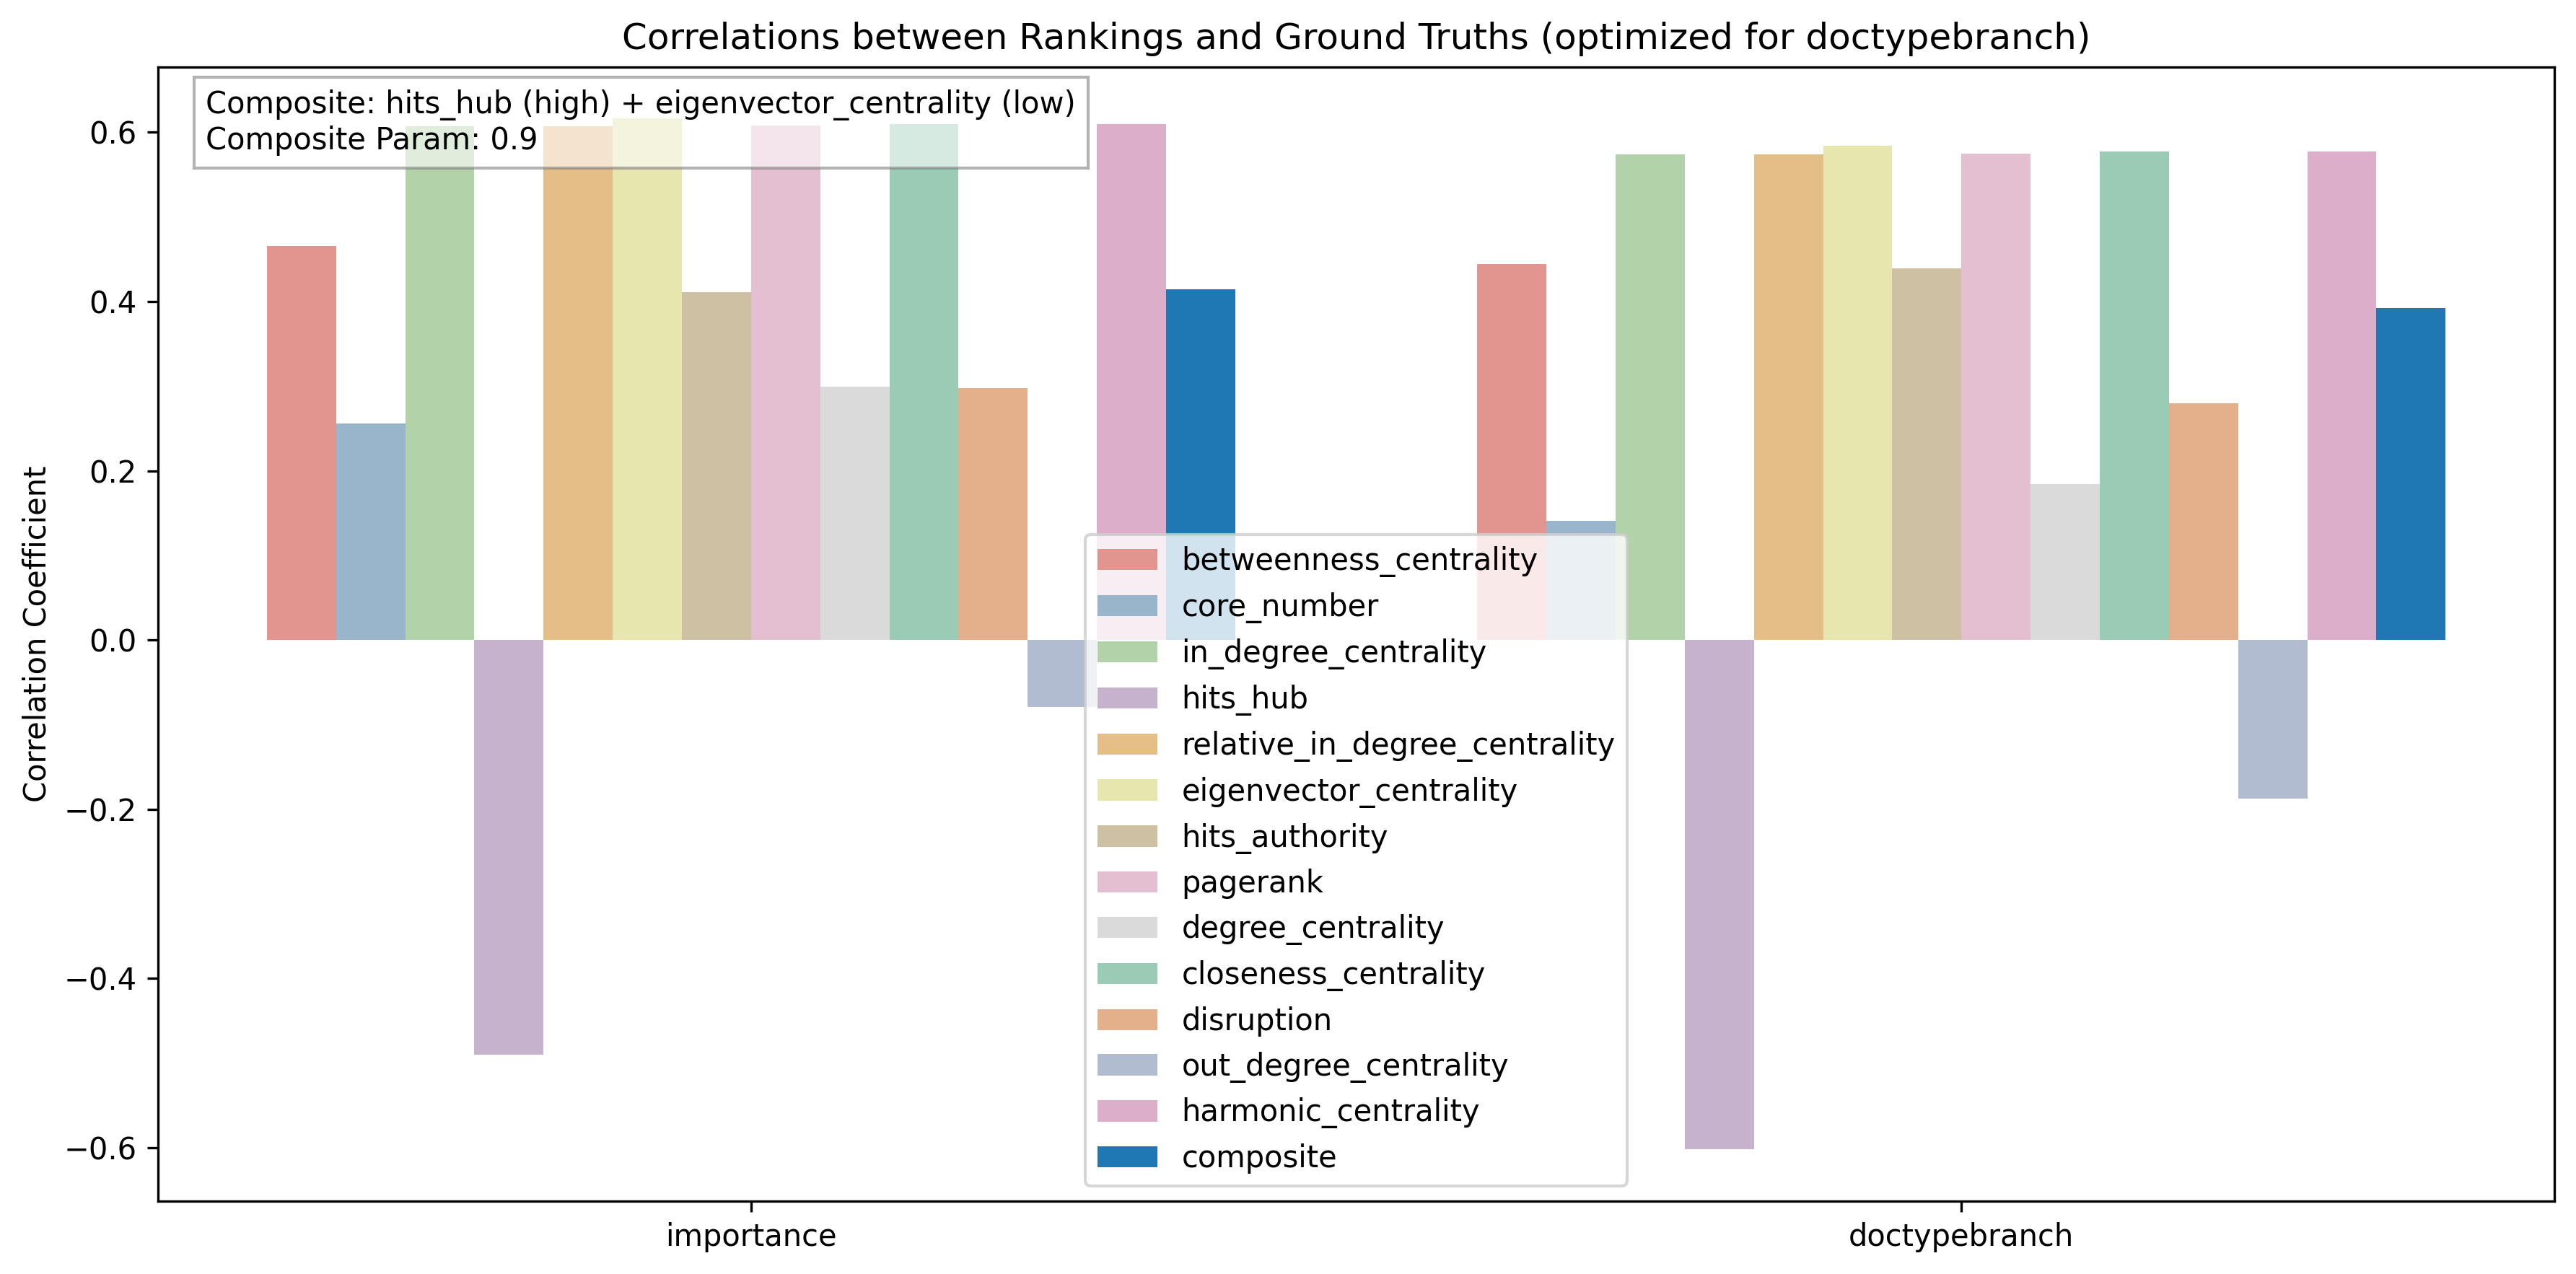 Correlations between Rankings and Ground Truths (optimized for doctypebranch)
Composite: hits_hub (high) + eigenvector_centrality (low)
Composite Param: 0.9
Correlation Coefficient
0.6
0.4
0.2
0.0
−0.2
−0.4
−0.6
betweenness_centrality
core_number
in_degree_centrality
hits_hub
relative_in_degree_centrality
eigenvector_centrality
hits_authority
pagerank
degree_centrality
closeness_centrality
disruption
out_degree_centrality
harmonic_centrality
composite
importance
doctypebranch